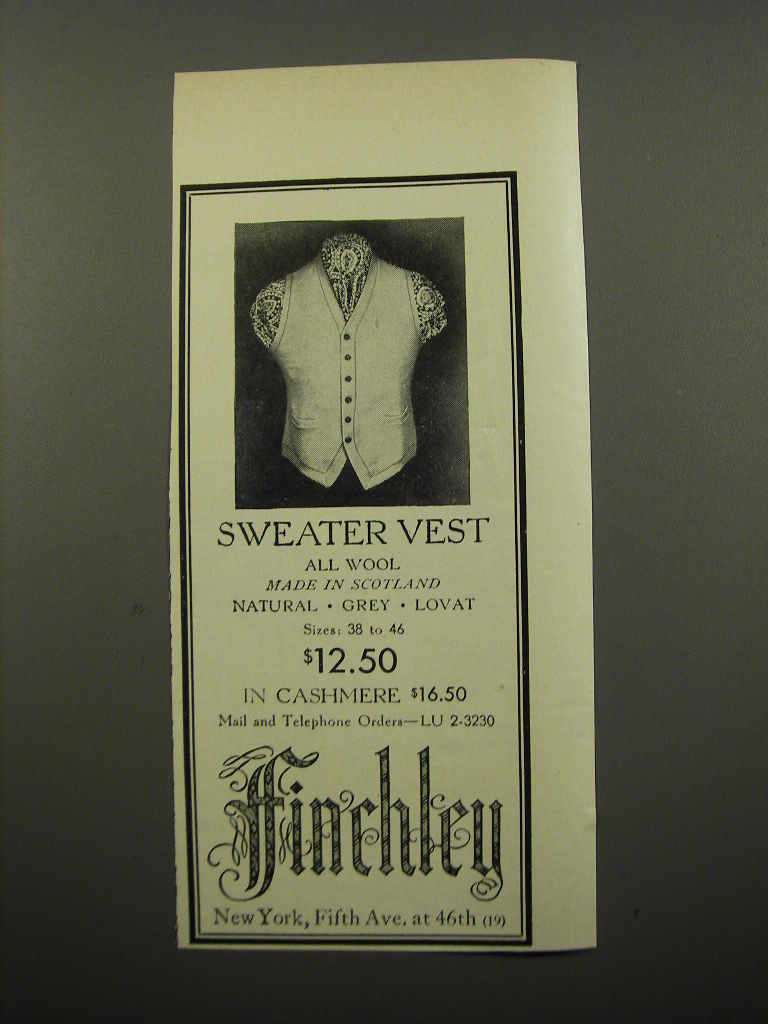 SWEATER VEST
ALL WOOL
MADE IN SCOTLAND
NATURAL • GREY • LOVAT
Sizes: 38 to 46
$12.50
IN CASHMERE $16.50
Mail and Telephone Orders—LU 2-3230
Finchley
New York, Fifth Ave. at 46th (19)